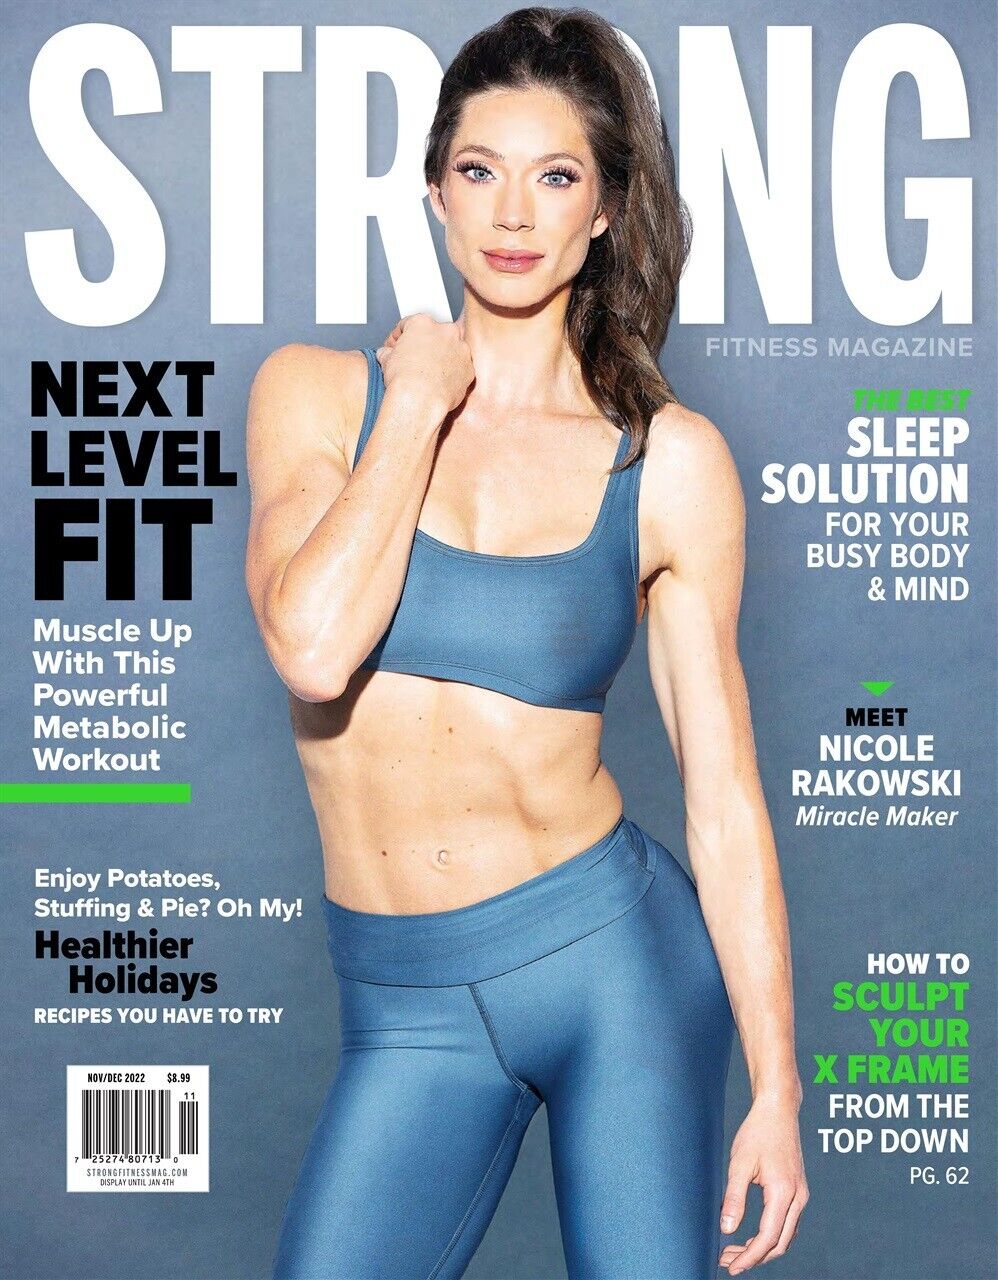 STRONG
FITNESS MAGAZINE
NEXT
LEVEL
FIT
Muscle Up
With This
Powerful
Metabolic
Workout
Enjoy Potatoes,
Stuffing & Pie? Oh My!
Healthier
Holidays
RECIPES YOU HAVE TO TRY
NOV/DEC 2022 $8.99
11
7 25274 80713 0
STRONGFITNESSMAG.COM
DISPLAY UNTIL JAN 4TH
THE BEST
SLEEP
SOLUTION
FOR YOUR
BUSY BODY
& MIND
MEET
NICOLE
RAKOWSKI
Miracle Maker
HOW TO
SCULPT
YOUR
X FRAME
FROM THE
TOP DOWN
PG. 62